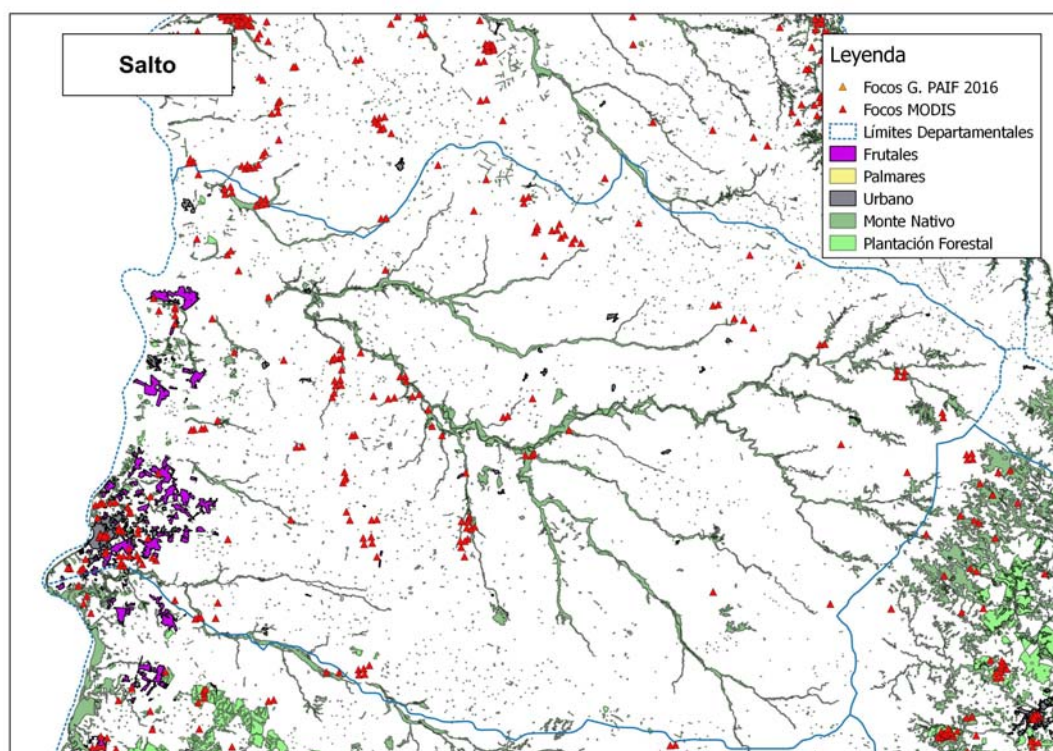 Salto
Leyenda
Focos G. PAIF 2016
Focos MODIS
Límites Departamentales
Frutales
Palmares
Urbano
Monte Nativo
Plantación Forestal